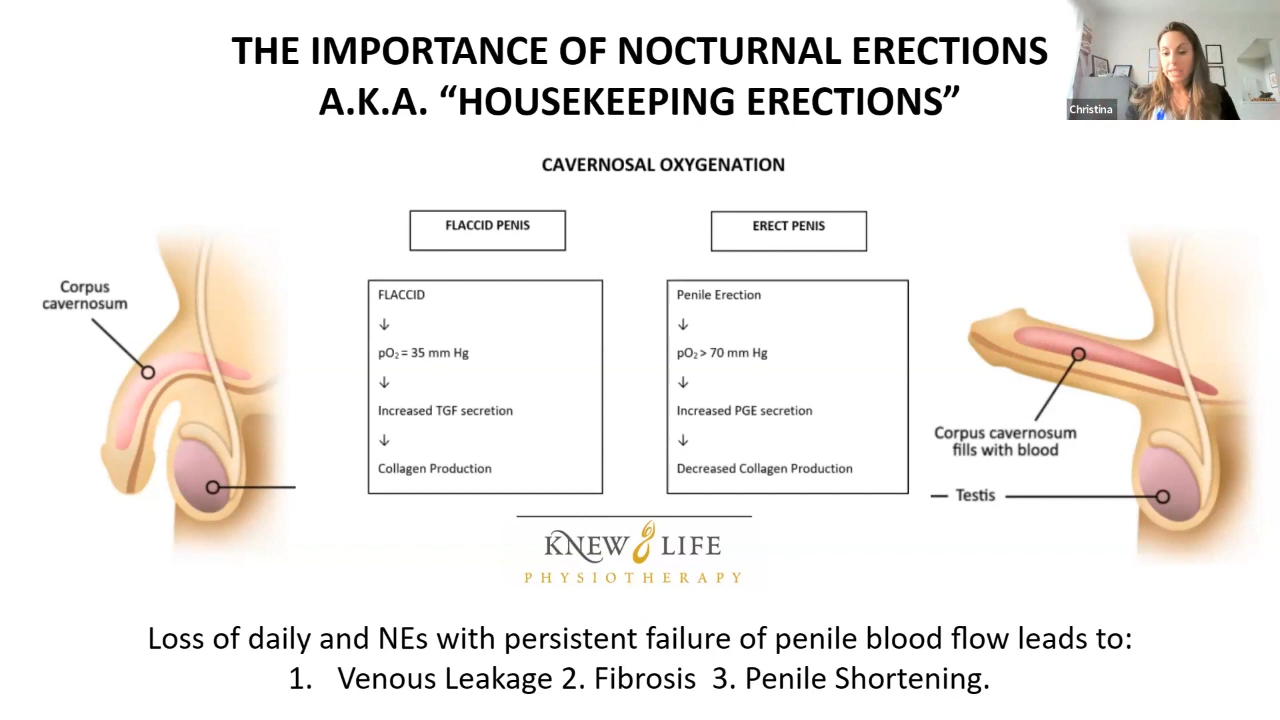 THE IMPORTANCE OF NOCTURNAL ERECTIONS
A.K.A. “HOUSEKEEPING ERECTIONS”
Christina
CAVERNOSAL OXYGENATION
FLACCID PENIS
ERECT PENIS
Corpus
cavernosum
FLACCID
↓
pO₂ = 35 mm Hg
↓
Increased TGF secretion
↓
Collagen Production
Penile Erection
↓
pO₂ > 70 mm Hg
↓
Increased PGE secretion
↓
Decreased Collagen Production
Corpus cavernosum
fills with blood
Testis
KNEW LIFE
PHYSIOTHERAPY
Loss of daily and NEs with persistent failure of penile blood flow leads to:
1. Venous Leakage 2. Fibrosis 3. Penile Shortening.